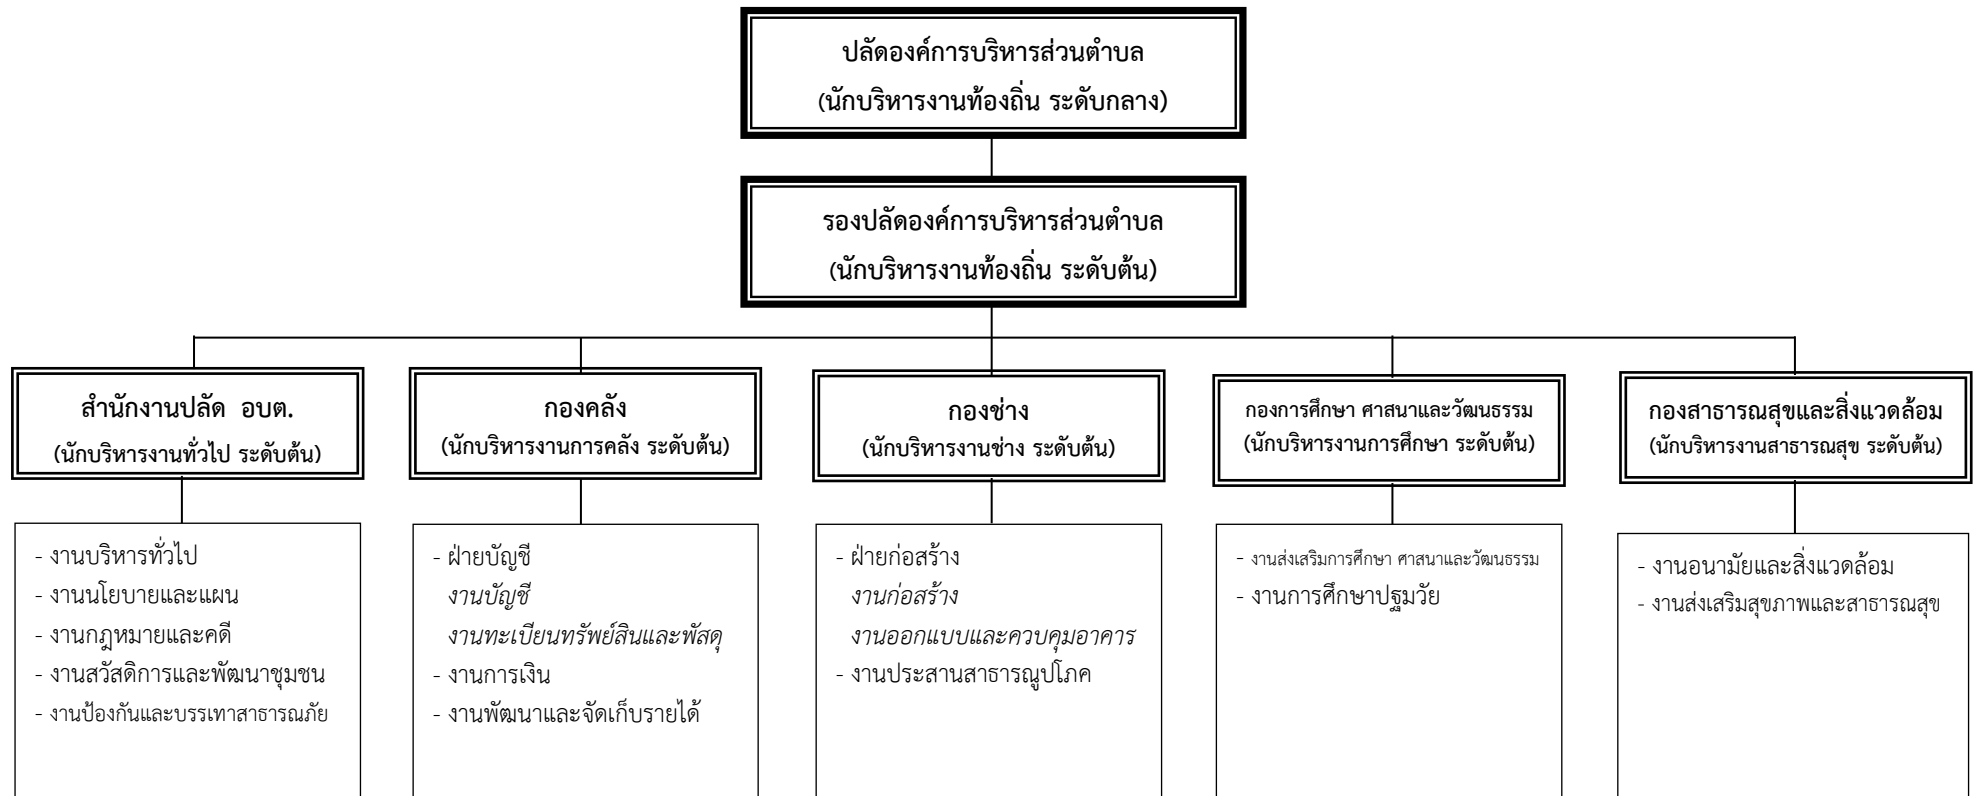 ปลัดองค์การบริหารส่วนตำบล
(นักบริหารงานท้องถิ่น ระดับกลาง)
รองปลัดองค์การบริหารส่วนตำบล
(นักบริหารงานท้องถิ่น ระดับต้น)
สำนักงานปลัด อบต.
(นักบริหารงานทั่วไป ระดับต้น)
- งานบริหารทั่วไป
- งานนโยบายและแผน
- งานกฎหมายและคดี
- งานสวัสดิการและพัฒนาชุมชน
- งานป้องกันและบรรเทาสาธารณภัย
กองคลัง
(นักบริหารงานการคลัง ระดับต้น)
- ฝ่ายบัญชี
งานบัญชี
งานทะเบียนทรัพย์สินและพัสดุ
- งานการเงิน
- งานพัฒนาและจัดเก็บรายได้
กองช่าง
(นักบริหารงานช่าง ระดับต้น)
- ฝ่ายก่อสร้าง
งานก่อสร้าง
งานออกแบบและควบคุมอาคาร
- งานประสานสาธารณูปโภค
กองการศึกษา ศาสนาและวัฒนธรรม
(นักบริหารงานการศึกษา ระดับต้น)
- งานส่งเสริมการศึกษา ศาสนาและวัฒนธรรม
- งานการศึกษาปฐมวัย
กองสาธารณสุขและสิ่งแวดล้อม
(นักบริหารงานสาธารณสุข ระดับต้น)
- งานอนามัยและสิ่งแวดล้อม
- งานส่งเสริมสุขภาพและสาธารณสุข